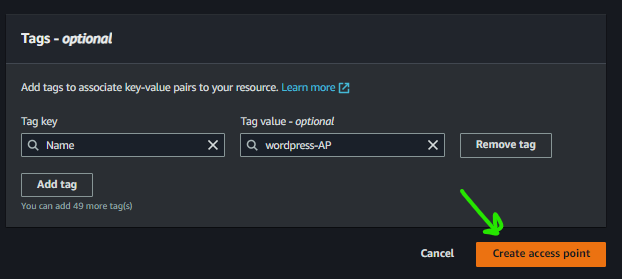 Tags - optional
Add tags to associate key-value pairs to your resource. Learn more
Tag key
Tag value - optional
Name
wordpress-AP
Remove tag
Add tag
You can add 49 more tag(s)
Cancel
Create access point